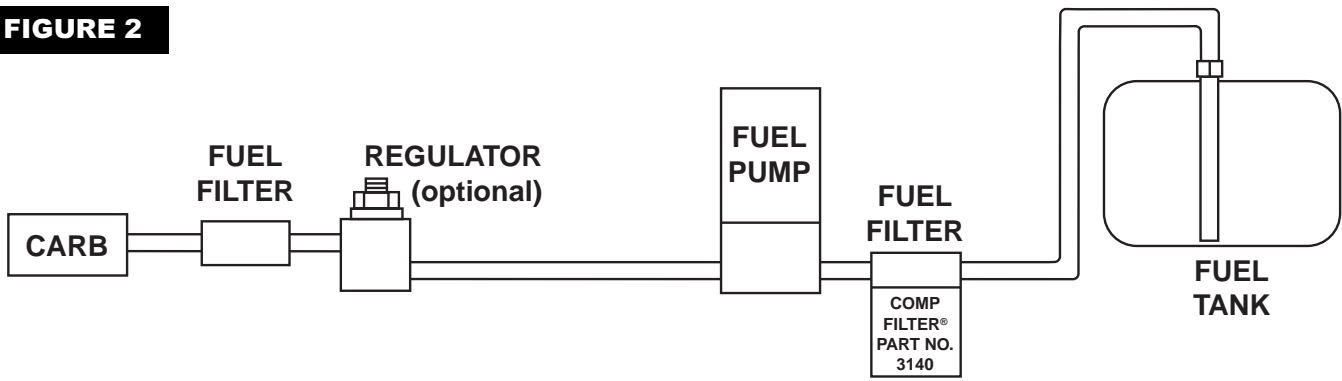 FIGURE 2
CARB
FUEL
FILTER
REGULATOR
(optional)
FUEL
PUMP
FUEL
FILTER
COMP
FILTER®
PART NO.
3140
FUEL
TANK